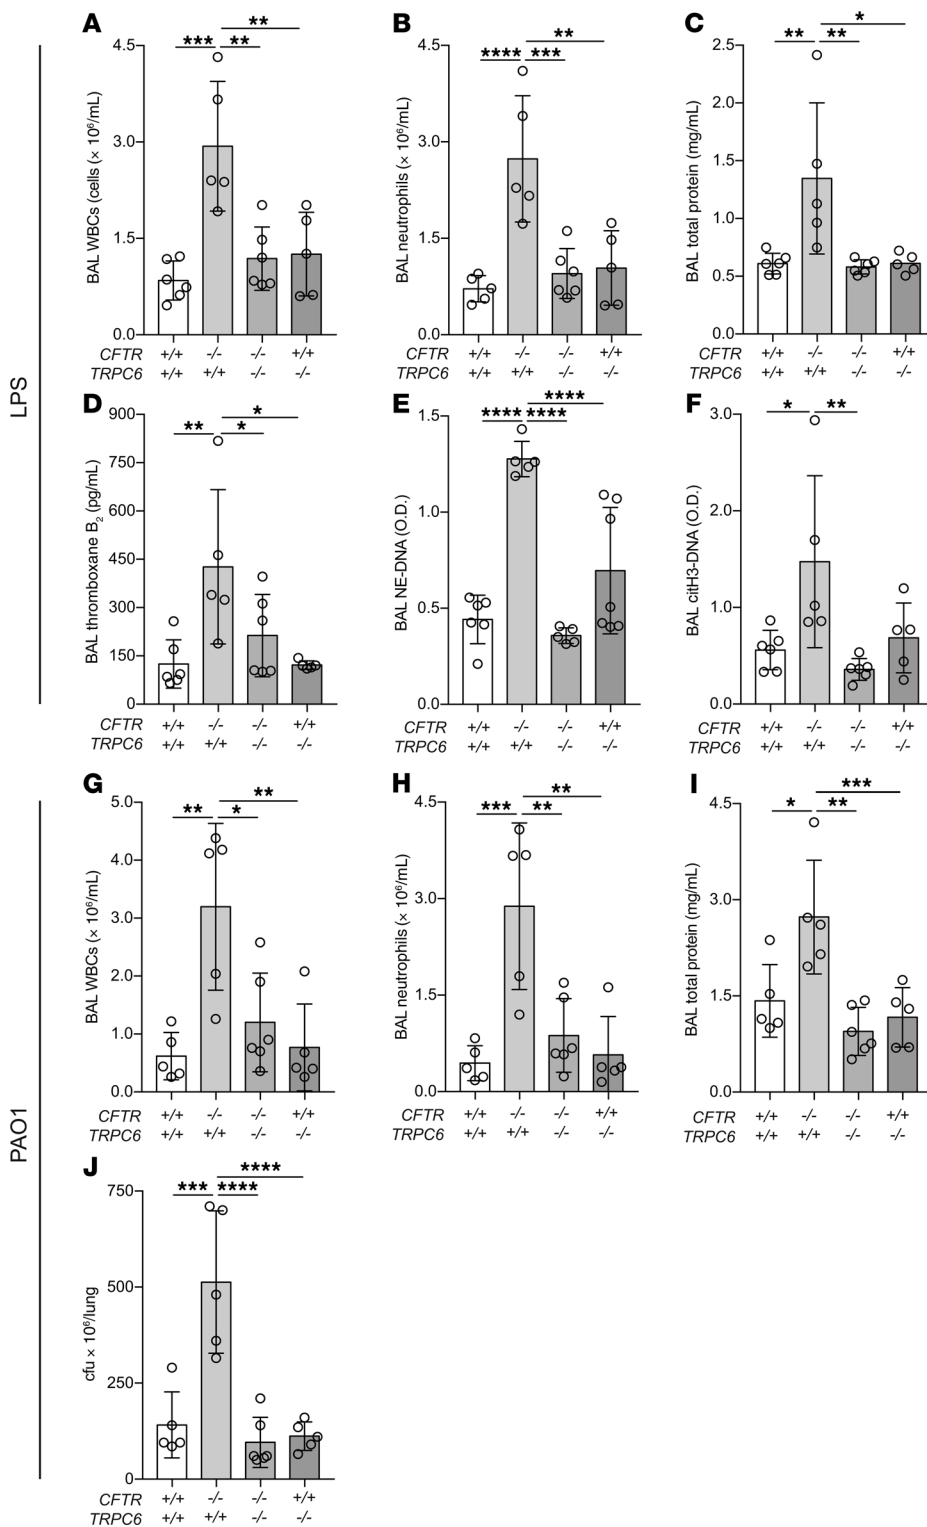 LPS
A
*** ** **
BAL WBCs (cells (× 10⁶/mL)
4.5
3.0
1.5
0.0
CFTR +/+ -/- -/- +/+
TRPC6 +/+ +/+ -/- -/-
B
**** *** **
BAL neutrophils (× 10⁶/mL)
4.5
3.0
1.5
0.0
CFTR +/+ -/- -/- +/+
TRPC6 +/+ +/+ -/- -/-
C
** ** *
BAL total protein (mg/mL)
2.5
2.0
1.5
1.0
0.5
0.0
CFTR +/+ -/- -/- +/+
TRPC6 +/+ +/+ -/- -/-
D
** * *
BAL thromboxane B₂ (pg/mL)
900
750
600
450
300
150
0
CFTR +/+ -/- -/- +/+
TRPC6 +/+ +/+ -/- -/-
E
**** **** ****
BAL NE-DNA (O.D.)
1.5
1.0
0.5
0.0
CFTR +/+ -/- -/- +/+
TRPC6 +/+ +/+ -/- -/-
F
* **
BAL citH3-DNA (O.D.)
3.0
2.0
1.0
0.0
CFTR +/+ -/- -/- +/+
TRPC6 +/+ +/+ -/- -/-
PAO1
G
** * **
BAL WBCs (× 10⁶/mL)
5.0
4.0
3.0
2.0
1.0
0.0
CFTR +/+ -/- -/- +/+
TRPC6 +/+ +/+ -/- -/-
H
*** ** **
BAL neutrophils (× 10⁶/mL)
4.5
3.0
1.5
0.0
CFTR +/+ -/- -/- +/+
TRPC6 +/+ +/+ -/- -/-
I
* ** ***
BAL total protein (mg/mL)
4.5
3.0
1.5
0.0
CFTR +/+ -/- -/- +/+
TRPC6 +/+ +/+ -/- -/-
J
*** **** ****
cfu × 10⁶/lung
750
500
250
0
CFTR +/+ -/- -/- +/+
TRPC6 +/+ +/+ -/- -/-